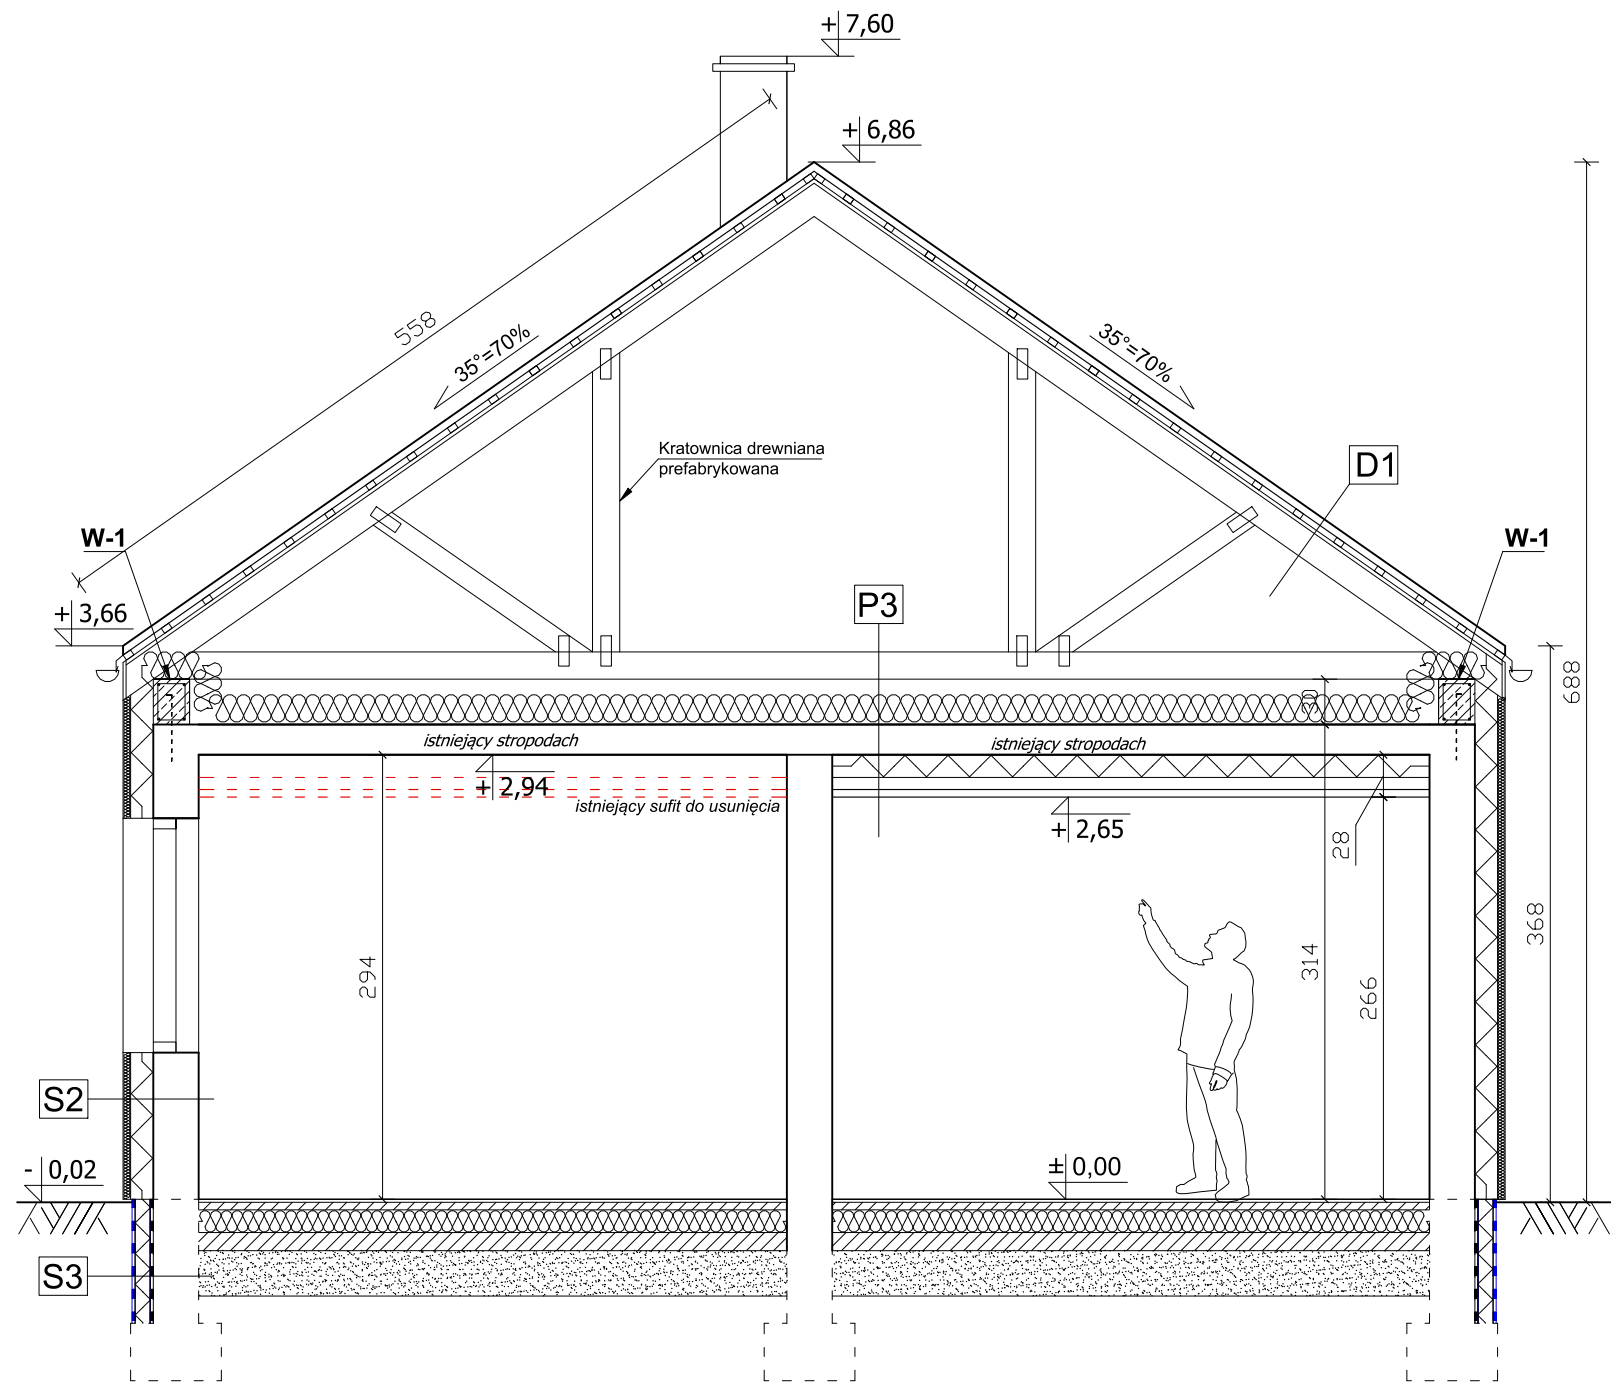 + 7,60
+ 6,86
558
35°=70%
35°=70%
Kratownica drewniana
prefabrykowana
D1
W-1
W-1
P3
+ 3,66
688
30
istniejący stropodach
istniejący stropodach
+ 2,94
istniejący sufit do usunięcia
+ 2,65
28
368
294
314
266
S2
- 0,02
± 0,00
S3